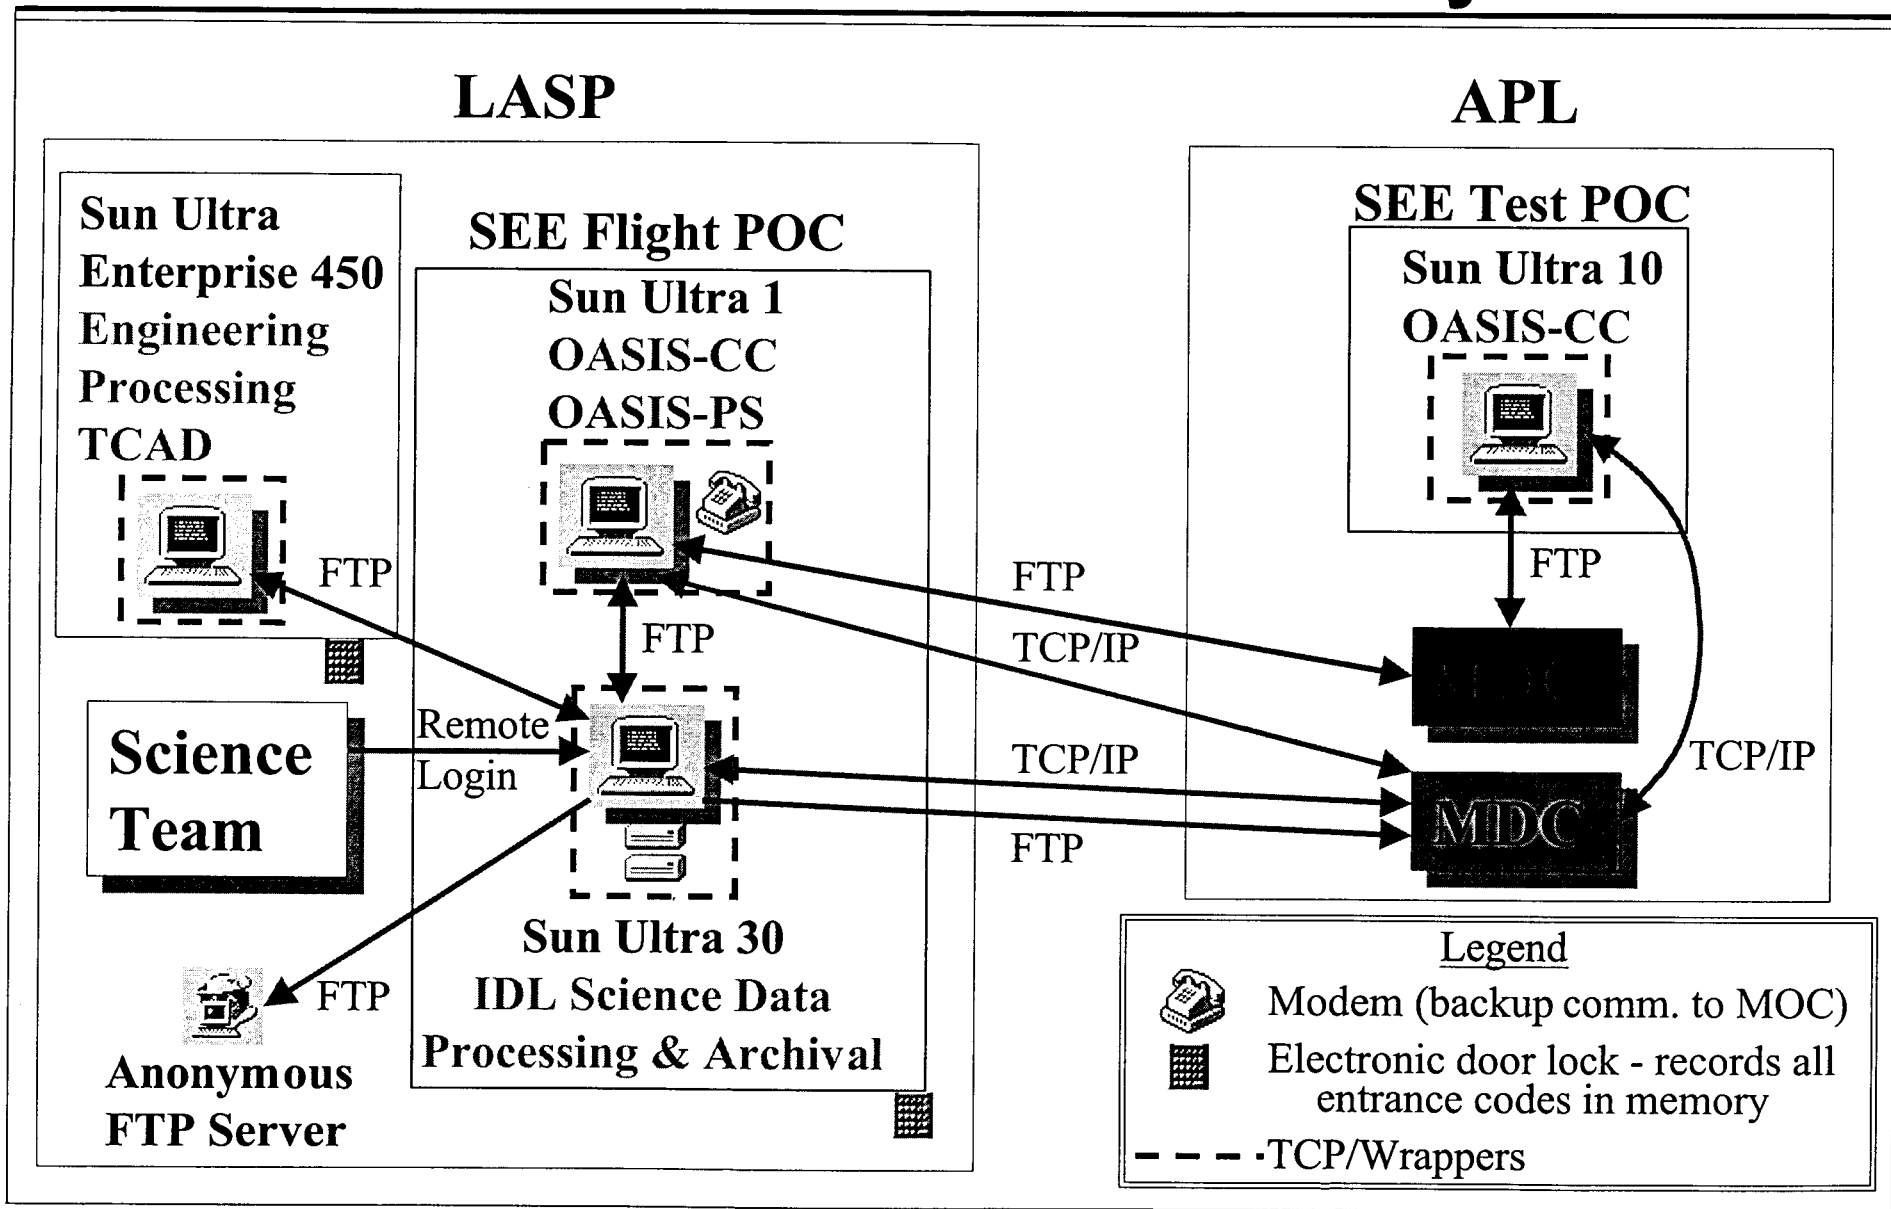 LASP
APL
Sun Ultra
Enterprise 450
Engineering
Processing
TCAD
SEE Flight POC
Sun Ultra 1
OASIS-CC
OASIS-PS
SEE Test POC
Sun Ultra 10
OASIS-CC
FTP
FTP
FTP
FTP
TCP/IP
Science
Team
Remote
Login
TCP/IP
TCP/IP
MDC
FTP
Sun Ultra 30
IDL Science Data
Processing & Archival
FTP
Anonymous
FTP Server
Legend
Modem (backup comm. to MOC)
Electronic door lock - records all
entrance codes in memory
TCP/Wrappers